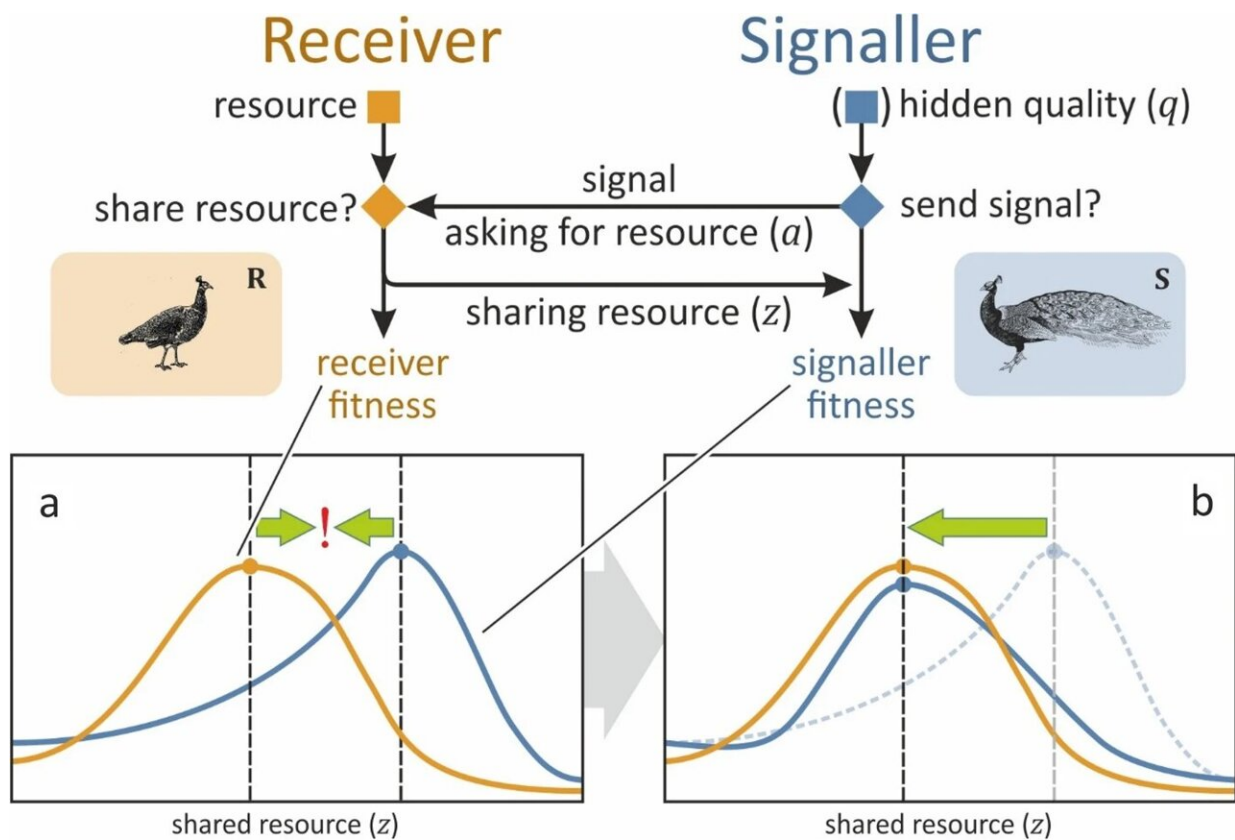 Receiver
Signaller
resource
( ) hidden quality (q)
signal
share resource?
send signal?
asking for resource (a)
R
S
sharing resource (z)
receiver
fitness
signaller
fitness
a
!
b
shared resource (z)
shared resource (z)